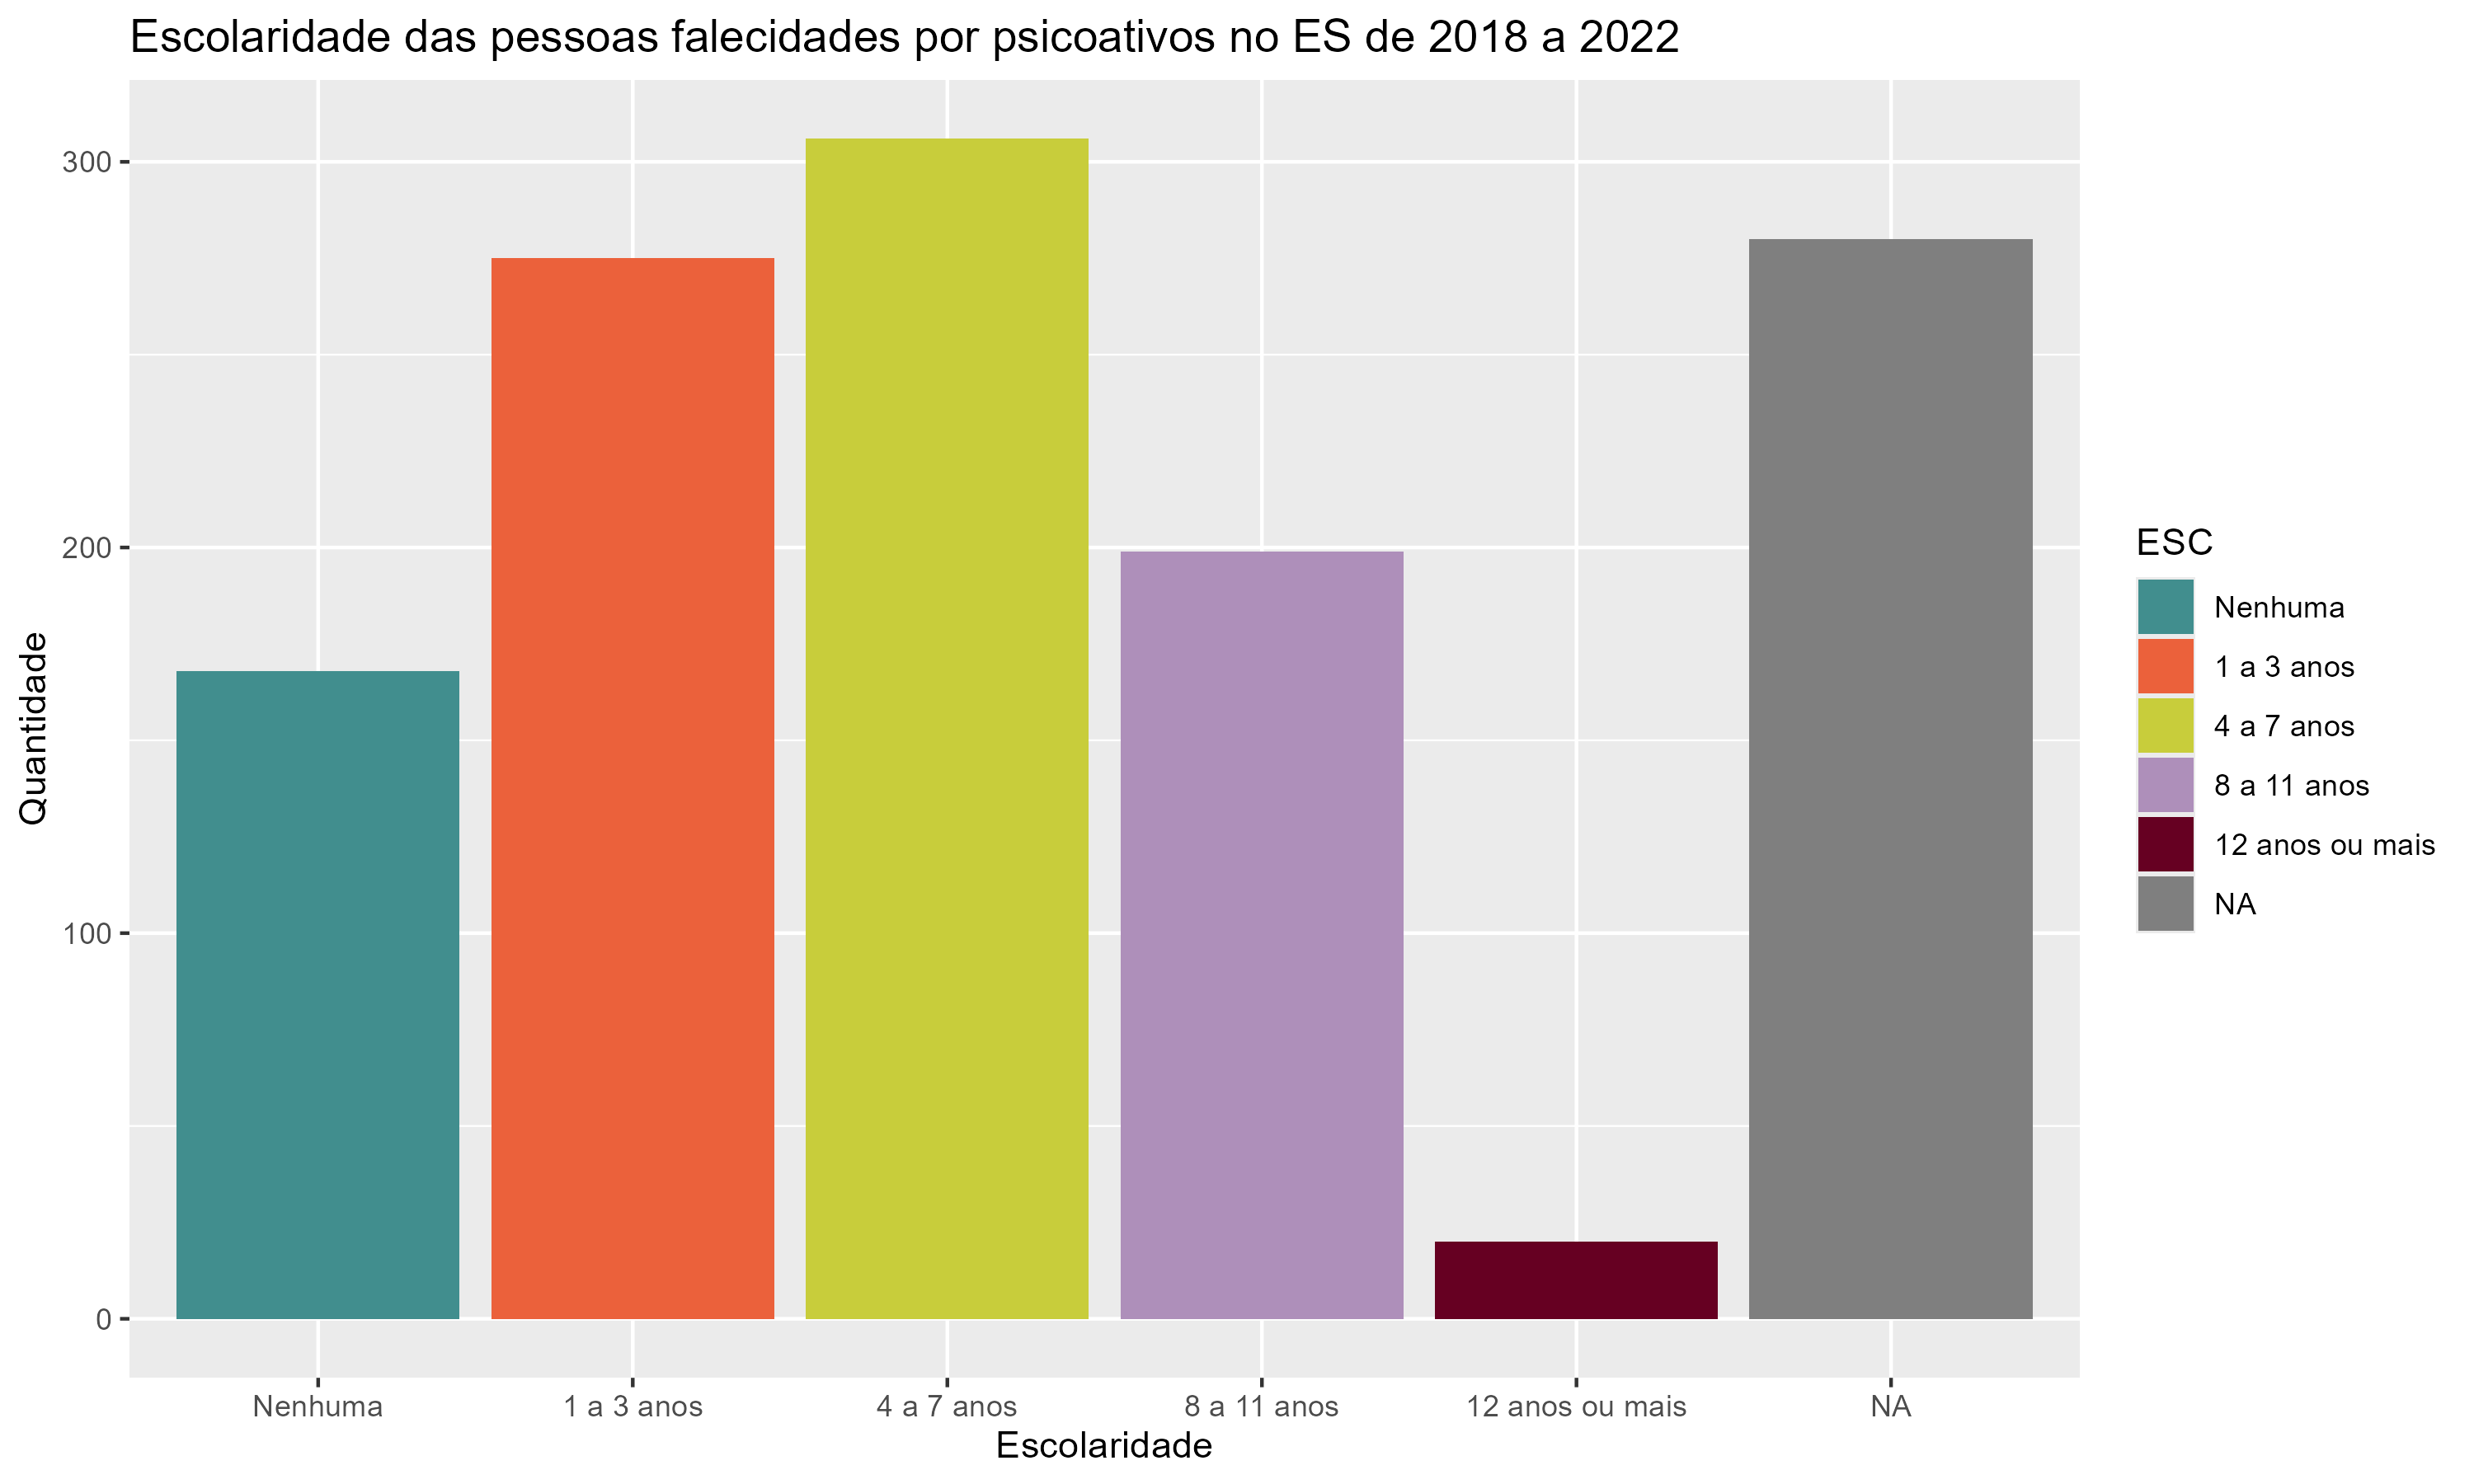 Escolaridade das pessoas falecidades por psicoativos no ES de 2018 a 2022
Quantidade
300
200
100
0
Nenhuma
1 a 3 anos
4 a 7 anos
8 a 11 anos
12 anos ou mais
NA
Escolaridade
ESC
Nenhuma
1 a 3 anos
4 a 7 anos
8 a 11 anos
12 anos ou mais
NA